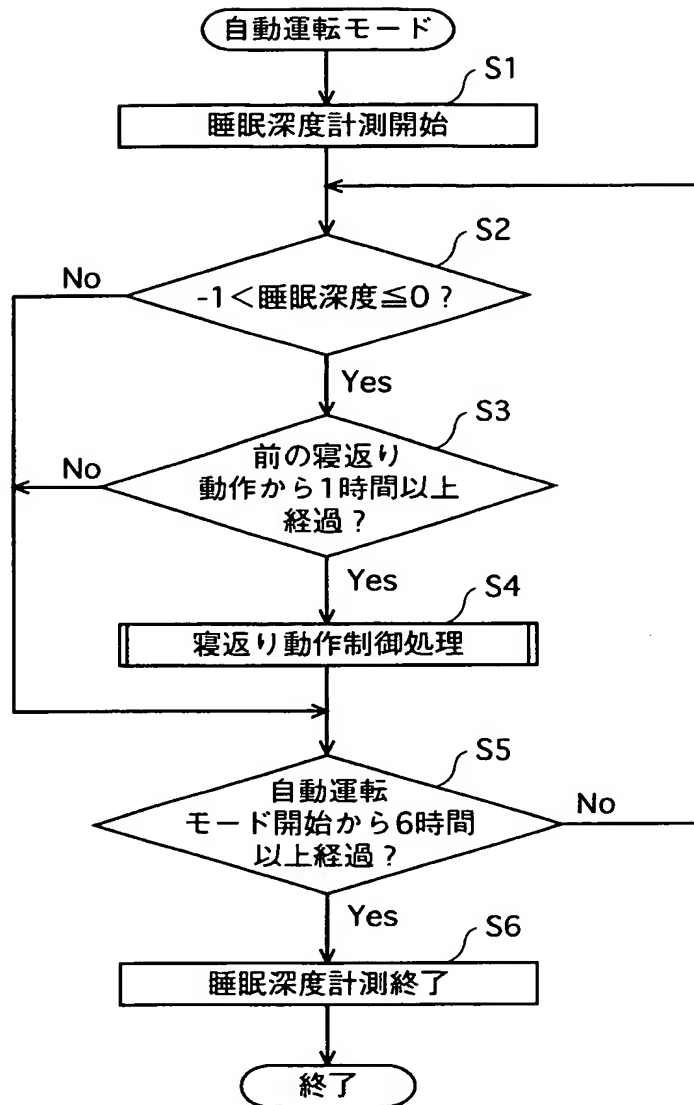 自動運転モード
S1
睡眠深度計測開始
S2
No
-1<睡眠深度≦0?
Yes
S3
No
前の寝返り
動作から1時間以上
経過?
Yes
S4
寝返り動作制御処理
S5
自動運転
モード開始から6時間
以上経過?
No
Yes
S6
睡眠深度計測終了
終了